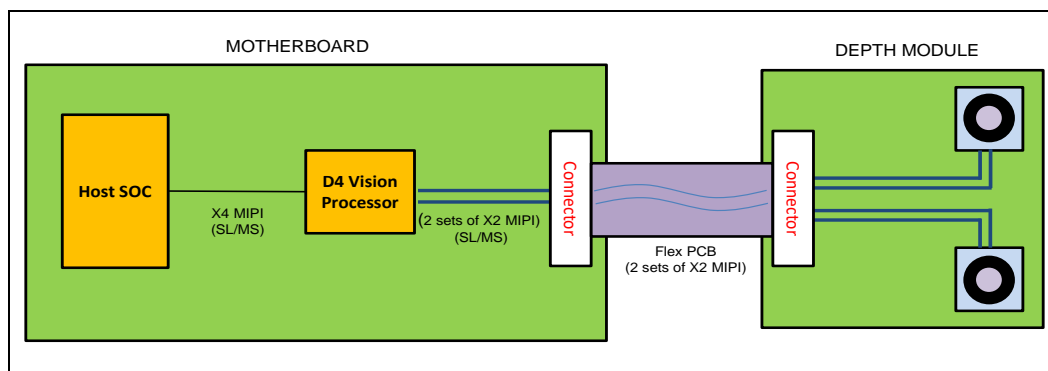 MOTHERBOARD
DEPTH MODULE
Host SOC
X4 MIPI
(SL/MS)
D4 Vision
Processor
(2 sets of X2 MIPI)
(SL/MS)
Connector
Flex PCB
(2 sets of X2 MIPI)
Connector